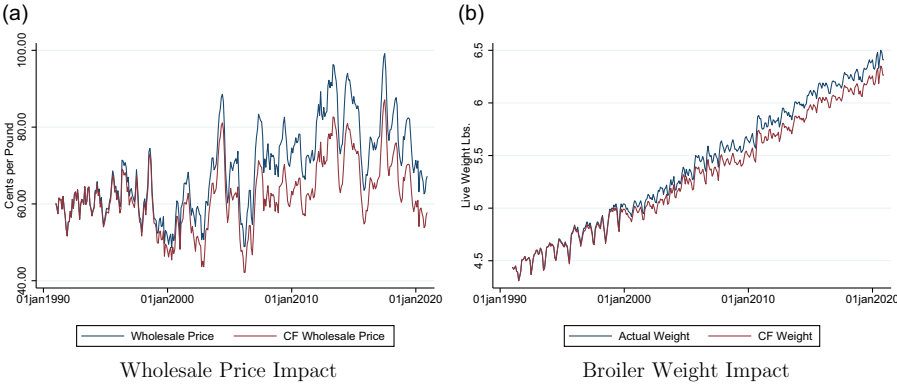 (a)
100.00
80.00
60.00
40.00
Cents per Pound
01jan1990 01jan2000 01jan2010 01jan2020
Wholesale Price CF Wholesale Price
Wholesale Price Impact
(b)
6.5
6
5.5
5
4.5
Live Weight Lbs.
01jan1990 01jan2000 01jan2010 01jan2020
Actual Weight CF Weight
Broiler Weight Impact